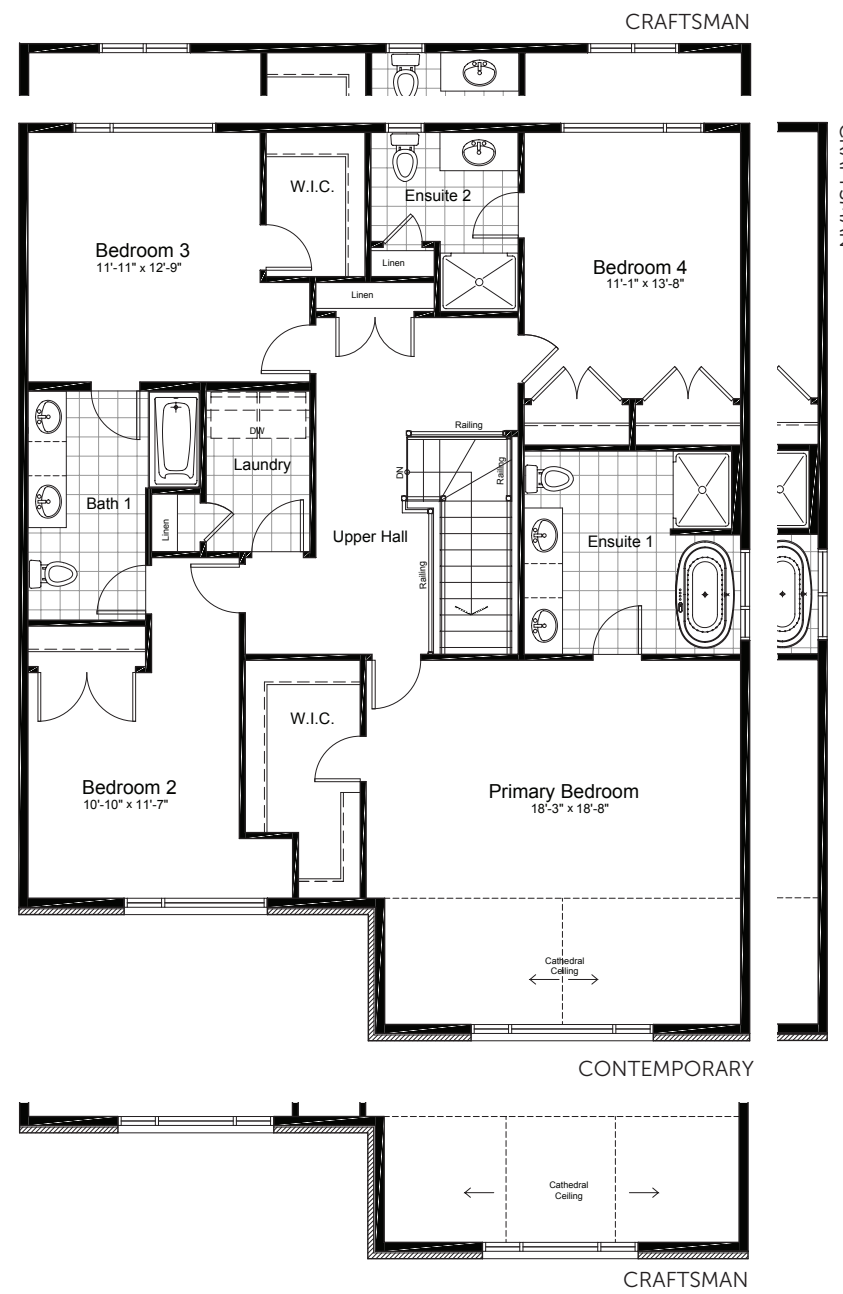 CRAFTSMAN
CRAFTSMAN
W.I.C.
Ensuite 2
Bedroom 3
11'-11" x 12'-9"
Linen
Bedroom 4
11'-1" x 13'-8"
Linen
Railing
DW
Laundry
DN
Railing
Bath 1
Linen
Upper Hall
Ensuite 1
Railing
W.I.C.
Bedroom 2
10'-10" x 11'-7"
Primary Bedroom
18'-3" x 18'-8"
Cathedral
Ceiling
CONTEMPORARY
Cathedral
Ceiling
CRAFTSMAN